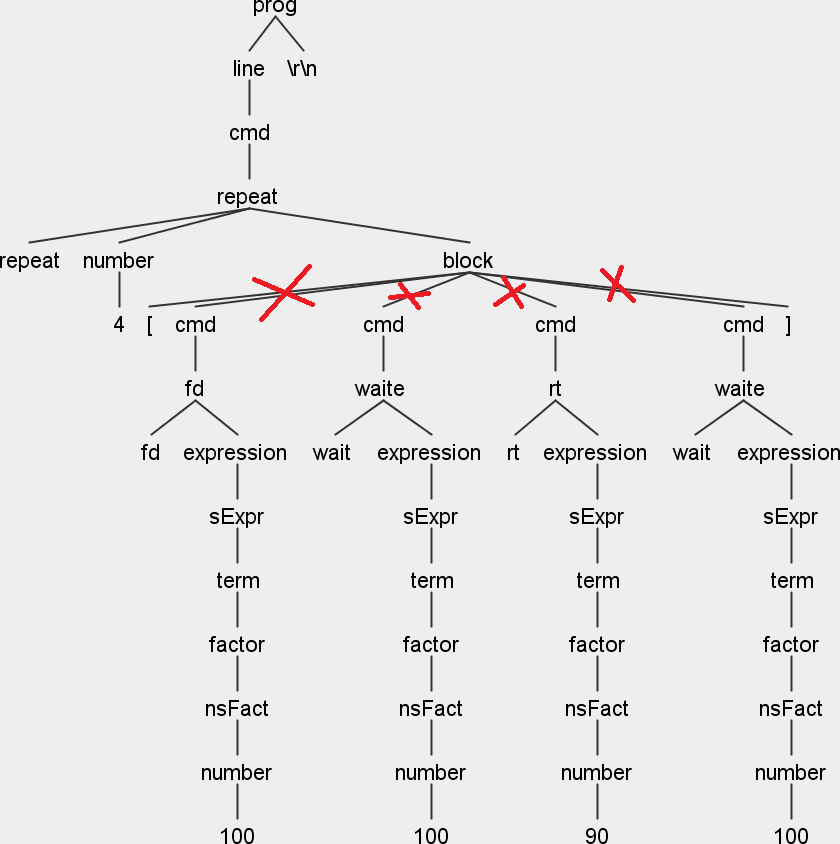 prog
line \r\n
cmd
repeat
repeat number block
4 [ cmd cmd cmd cmd ]
fd waite rt waite
fd expression wait expression rt expression wait expression
sExpr sExpr sExpr sExpr
term term term term
factor factor factor factor
nsFact nsFact nsFact nsFact
number number number number
100 100 90 100